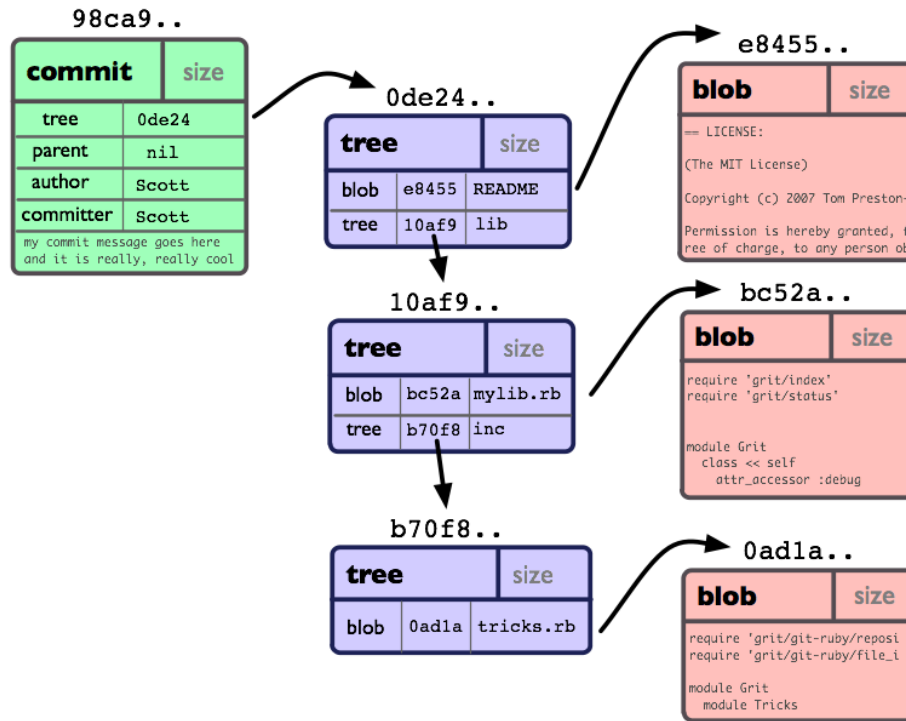 98ca9..
commit size
tree 0de24
parent nil
author Scott
committer Scott
my commit message goes here
and it is really, really cool
0de24..
tree size
blob e8455 README
tree 10af9 lib
10af9..
tree size
blob bc52a mylib.rb
tree b70f8 inc
b70f8..
tree size
blob 0ad1a tricks.rb
e8455..
blob size
== LICENSE:
(The MIT License)
Copyright (c) 2007 Tom Preston-
Permission is hereby granted, f
ree of charge, to any person ob
bc52a..
blob size
require 'grit/index'
require 'grit/status'
module Grit
class << self
attr_accessor :debug
0ad1a..
blob size
require 'grit/git-ruby/reposi
require 'grit/git-ruby/file_i
module Grit
module Tricks